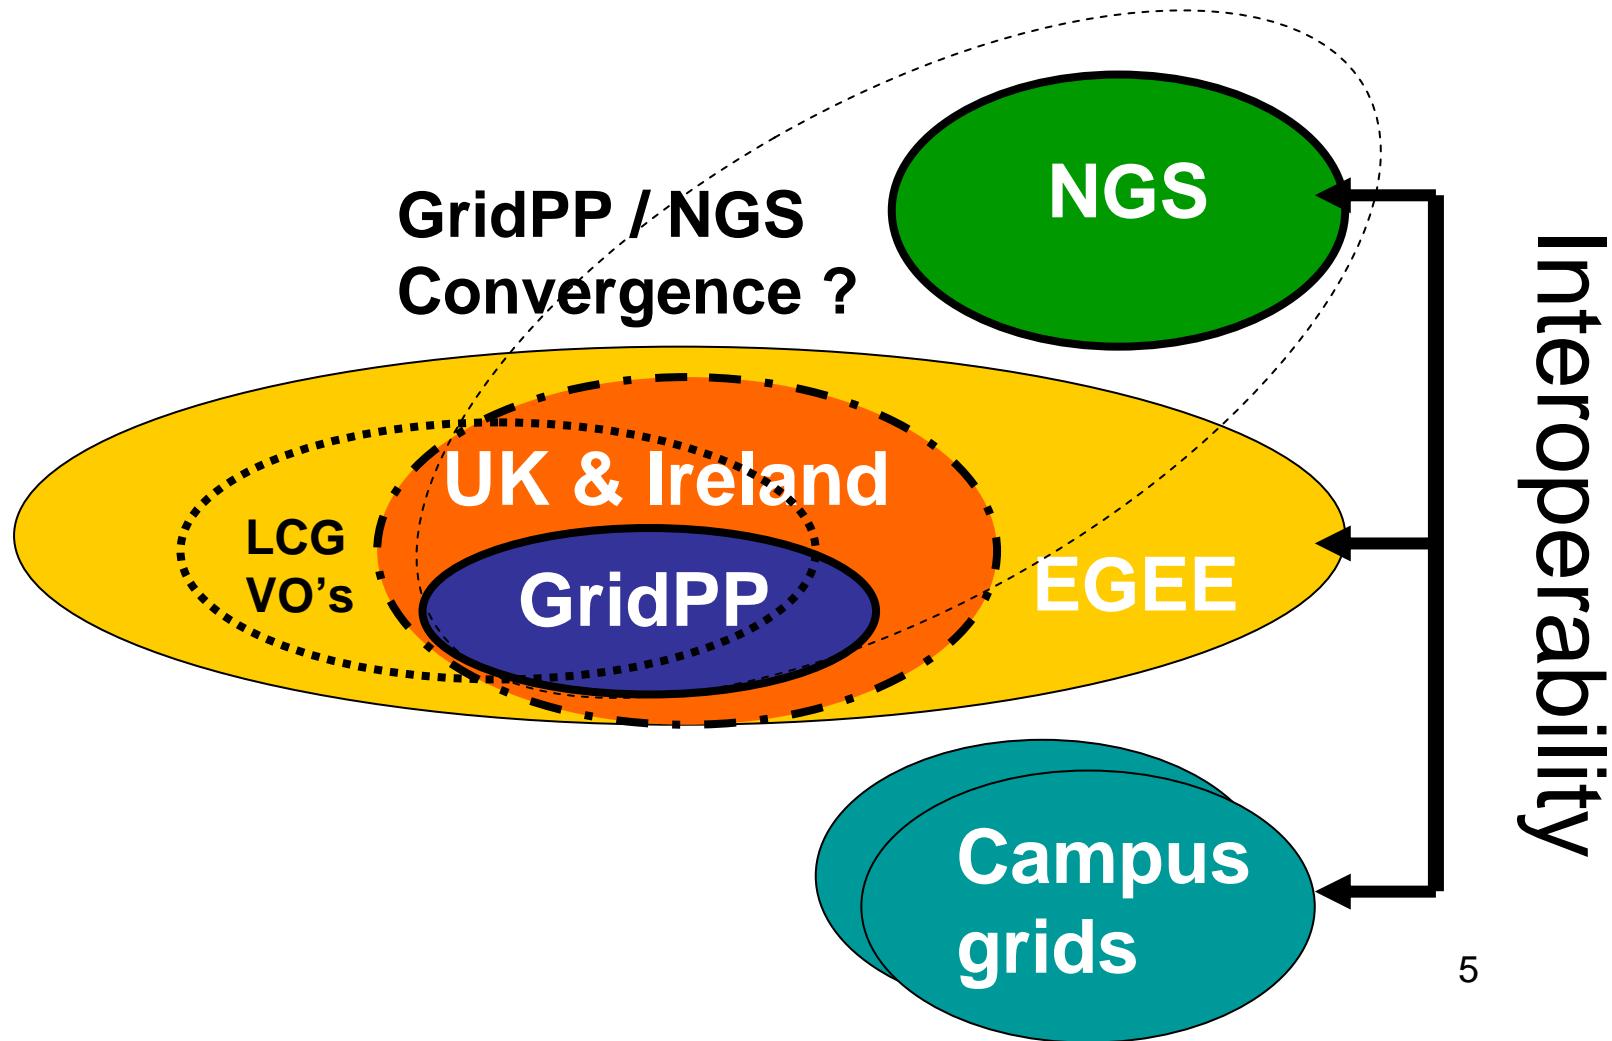 NGS
GridPP / NGS
Convergence ?
UK & Ireland
LCG
VO’s
GridPP
EGEE
Campus
grids
Interoperability
5